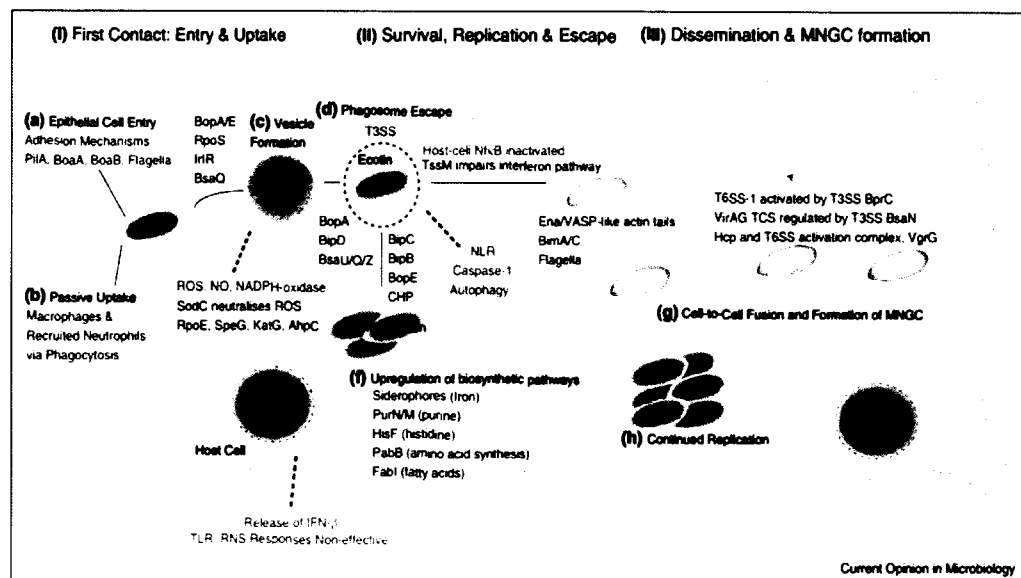 (I) First Contact: Entry & Uptake
(II) Survival, Replication & Escape
(III) Dissemination & MNGC formation
(a) Epithelial Cell Entry
Adhesion Mechanisms
PilA, BoaA, BoaB, Flagella
BopA/E
RpoS
IrlR
BsaQ
(c) Vesicle
Formation
(d) Phagosome Escape
T3SS
Ecotin
Host-cell NfκB inactivated
TssM impairs interferon pathway
BopA
BipD
BsaU/Q/Z
BipC
BipB
BopE
CHP
NLR
Caspase-1
Autophagy
Ena/VASP-like actin tails
BimA/C
Flagella
T6SS-1 activated by T3SS BprC
VirAG TCS regulated by T3SS BsaN
Hcp and T6SS activation complex, VgrG
(b) Passive Uptake
Macrophages &
Recruited Neutrophils
via Phagocytosis
ROS, NO, NADPH-oxidase
SodC neutralises ROS
RpoE, SpeG, KatG, AhpC
(g) Cell-to-Cell Fusion and Formation of MNGC
(f) Upregulation of biosynthetic pathways
Siderophores (Iron)
PurN/M (purine)
HisF (histidine)
PabB (amino acid synthesis)
FabI (fatty acids)
Host Cell
(h) Continued Replication
Release of IFN-β
TLR, RNS Responses Non-effective
Current Opinion in Microbiology